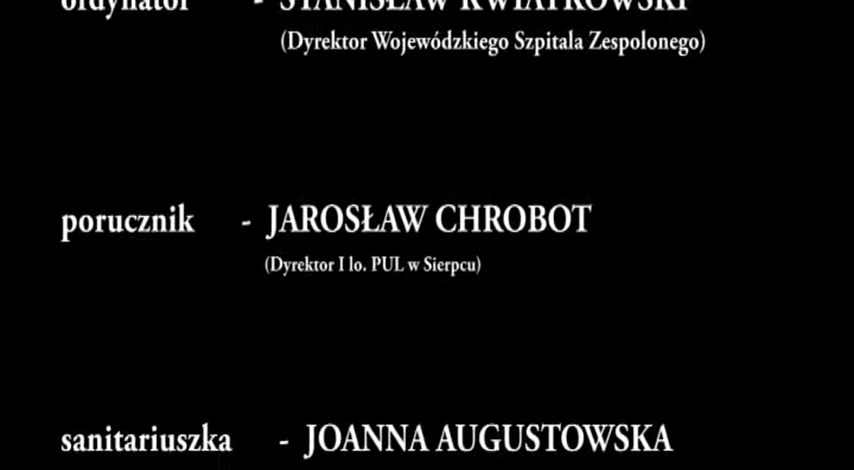 ordynator - STANISŁAW KWIATKOWSKI
(Dyrektor Wojewódzkiego Szpitala Zespolonego)
porucznik - JAROSŁAW CHROBOT
(Dyrektor I lo. PUL w Sierpcu)
sanitariuszka - JOANNA AUGUSTOWSKA